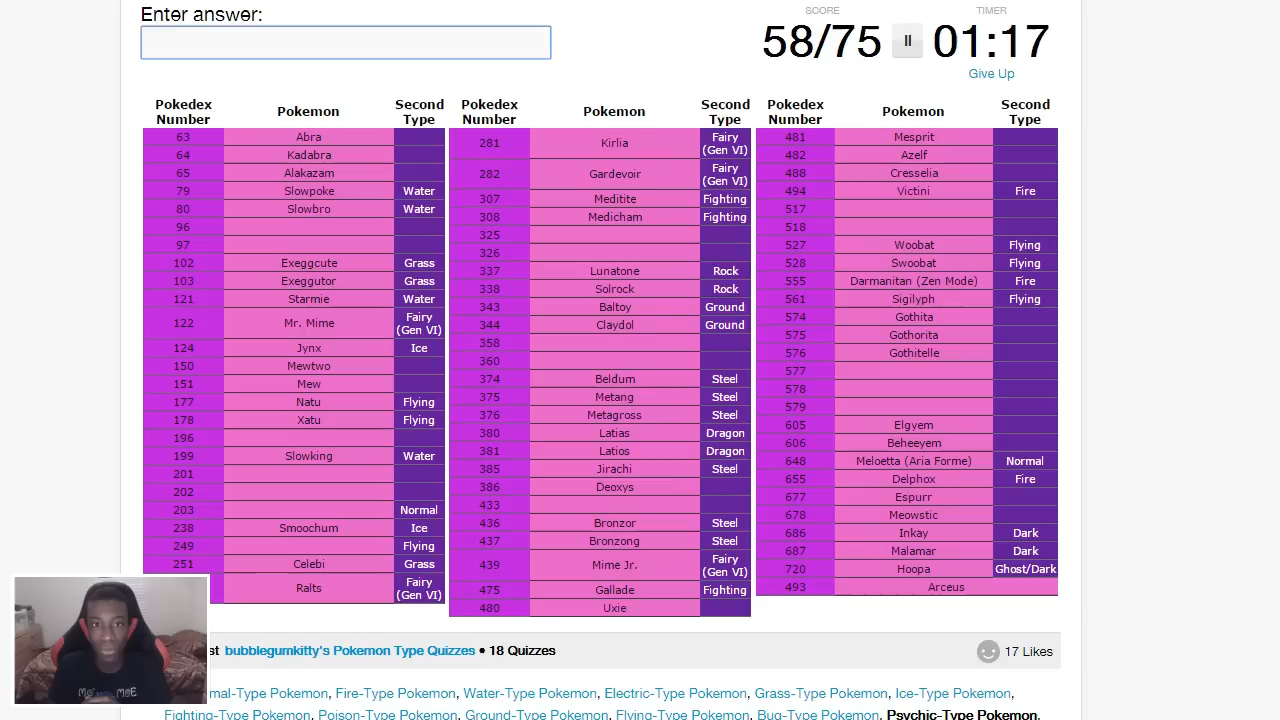 Enter answer:
SCORE
58/75
TIMER
01:17
Give Up
Pokedex Number Pokemon Second Type
63 Abra
64 Kadabra
65 Alakazam
79 Slowpoke Water
80 Slowbro Water
96
97
102 Exeggcute Grass
103 Exeggutor Grass
121 Starmie Water
122 Mr. Mime Fairy (Gen VI)
124 Jynx Ice
150 Mewtwo
151 Mew
177 Natu Flying
178 Xatu Flying
196
199 Slowking Water
201
202
203 Normal
238 Smoochum Ice
249 Flying
251 Celebi Grass
Ralts Fairy (Gen VI)
Pokedex Number Pokemon Second Type
281 Kirlia Fairy (Gen VI)
282 Gardevoir Fairy (Gen VI)
307 Meditite Fighting
308 Medicham Fighting
325
326
337 Lunatone Rock
338 Solrock Rock
343 Baltoy Ground
344 Claydol Ground
358
360
374 Beldum Steel
375 Metang Steel
376 Metagross Steel
380 Latias Dragon
381 Latios Dragon
385 Jirachi Steel
386 Deoxys
433
436 Bronzor Steel
437 Bronzong Steel
439 Mime Jr. Fairy (Gen VI)
475 Gallade Fighting
480 Uxie
Pokedex Number Pokemon Second Type
481 Mesprit
482 Azelf
488 Cresselia
494 Victini Fire
517
518
527 Woobat Flying
528 Swoobat Flying
555 Darmanitan (Zen Mode) Fire
561 Sigilyph Flying
574 Gothita
575 Gothorita
576 Gothitelle
577
578
579
605 Elgyem
606 Beheeyem
648 Meloetta (Aria Forme) Normal
655 Delphox Fire
677 Espurr
678 Meowstic
686 Inkay Dark
687 Malamar Dark
720 Hoopa Ghost/Dark
493 Arceus
st bubblegumkitty's Pokemon Type Quizzes • 18 Quizzes
17 Likes
mal-Type Pokemon, Fire-Type Pokemon, Water-Type Pokemon, Electric-Type Pokemon, Grass-Type Pokemon, Ice-Type Pokemon,
Fighting-Type Pokemon, Poison-Type Pokemon, Ground-Type Pokemon, Flying-Type Pokemon, Bug-Type Pokemon, Psychic-Type Pokemon,